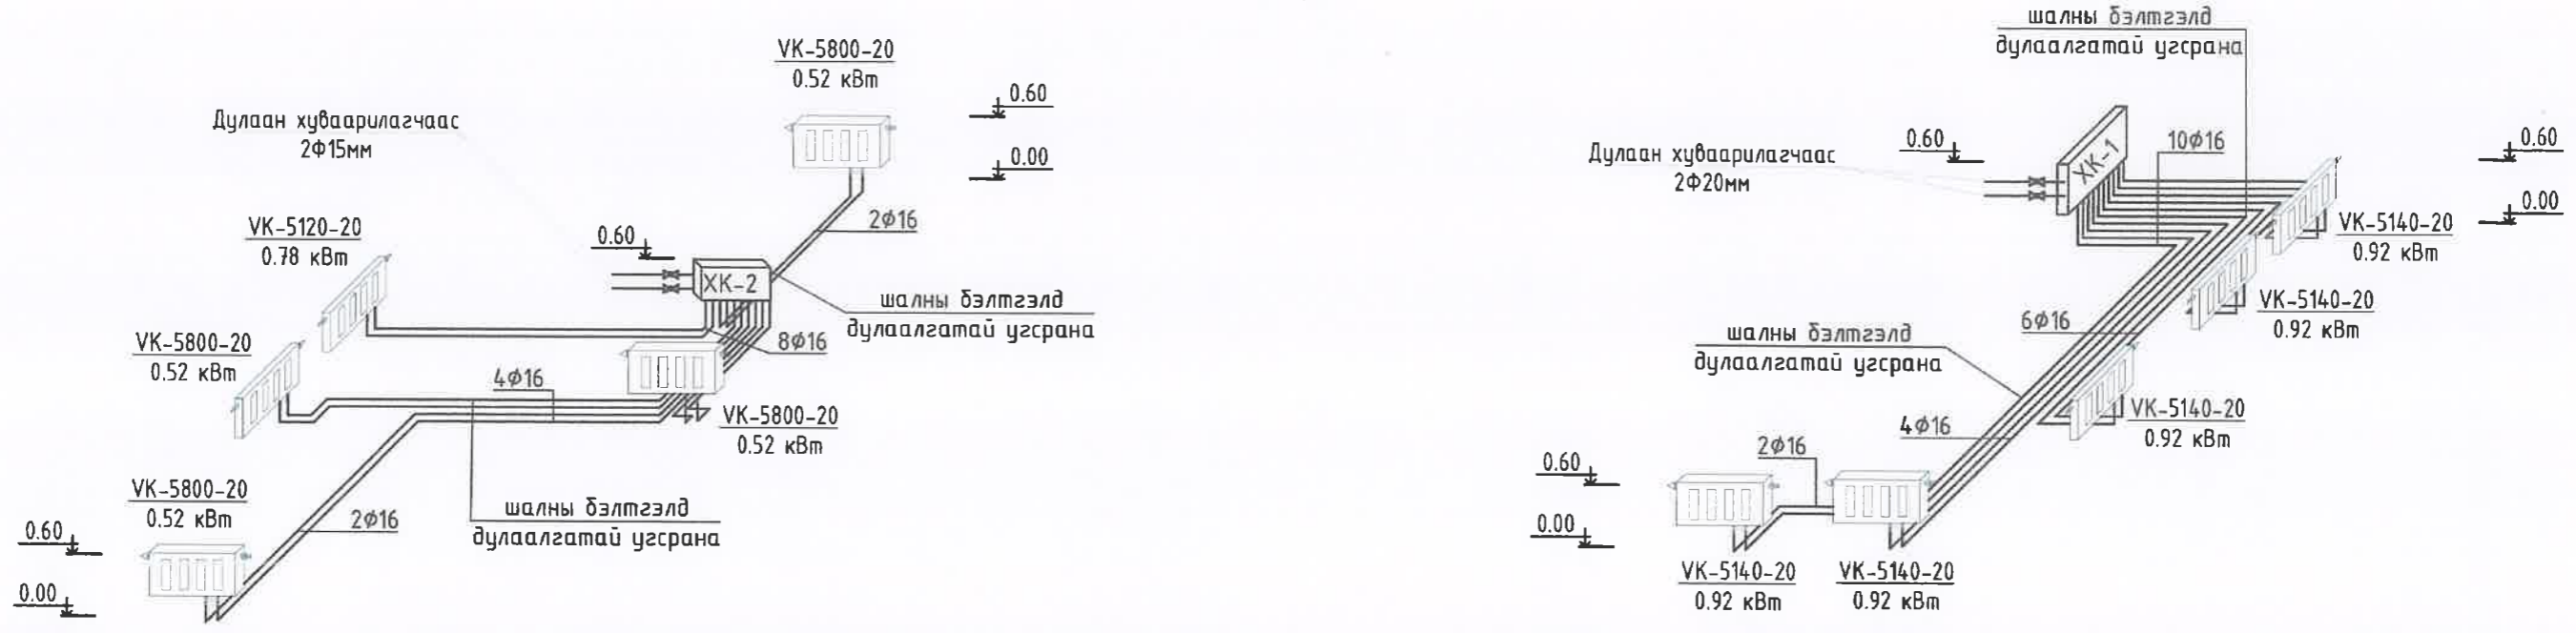 VK-5800-20
0.52 кВт
0.60
0.00
Дулаан хуваарилагчаас
2Ф15мм
2ф16
VK-5120-20
0.78 кВт
0.60
ХК-2
шалны бэлтгэлд
дулаалгатай угсрана
8ф16
VK-5800-20
0.52 кВт
4ф16
VK-5800-20
0.52 кВт
VK-5800-20
0.52 кВт
2ф16
шалны бэлтгэлд
дулаалгатай угсрана
0.60
0.00
шалны бэлтгэлд
дулаалгатай угсрана
0.60
ХК-1
10ф16
0.60
0.00
Дулаан хуваарилагчаас
2Ф20мм
VK-5140-20
0.92 кВт
VK-5140-20
0.92 кВт
6ф16
шалны бэлтгэлд
дулаалгатай угсрана
VK-5140-20
0.92 кВт
4ф16
2ф16
0.60
0.00
VK-5140-20
0.92 кВт
VK-5140-20
0.92 кВт